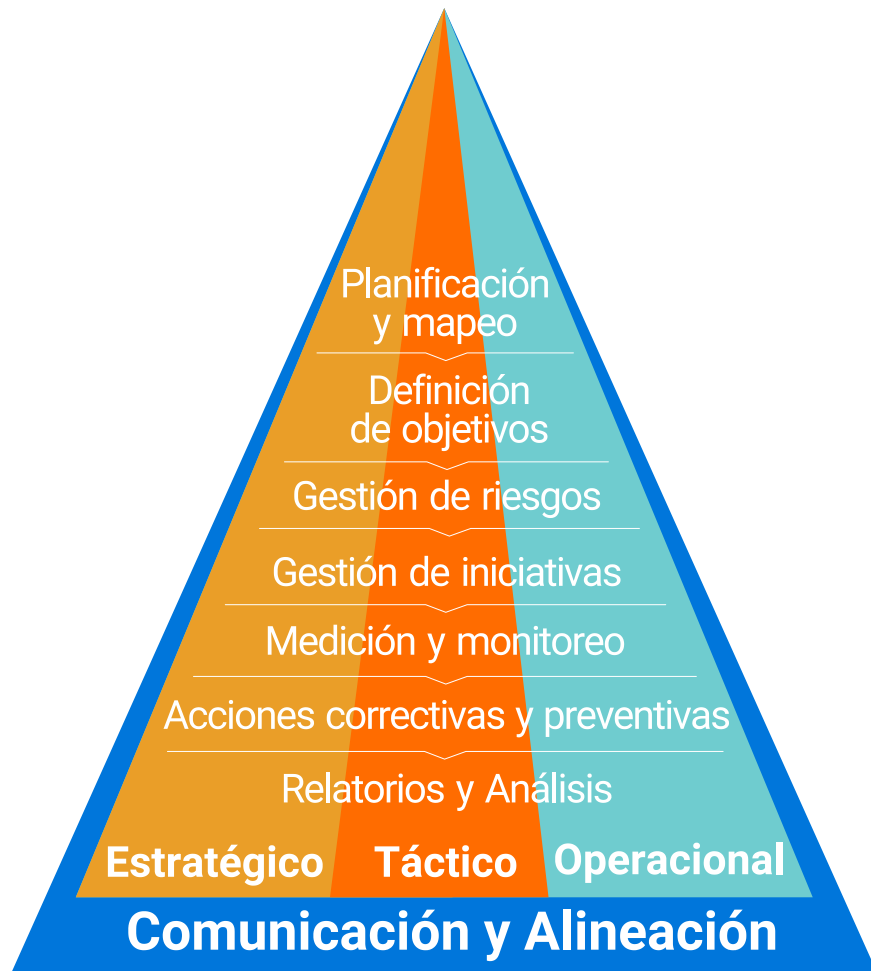 Planificación
y mapeo
Definición
de objetivos
Gestión de riesgos
Gestión de iniciativas
Medición y monitoreo
Acciones correctivas y preventivas
Relatorios y Análisis
Estratégico Táctico Operacional
Comunicación y Alineación